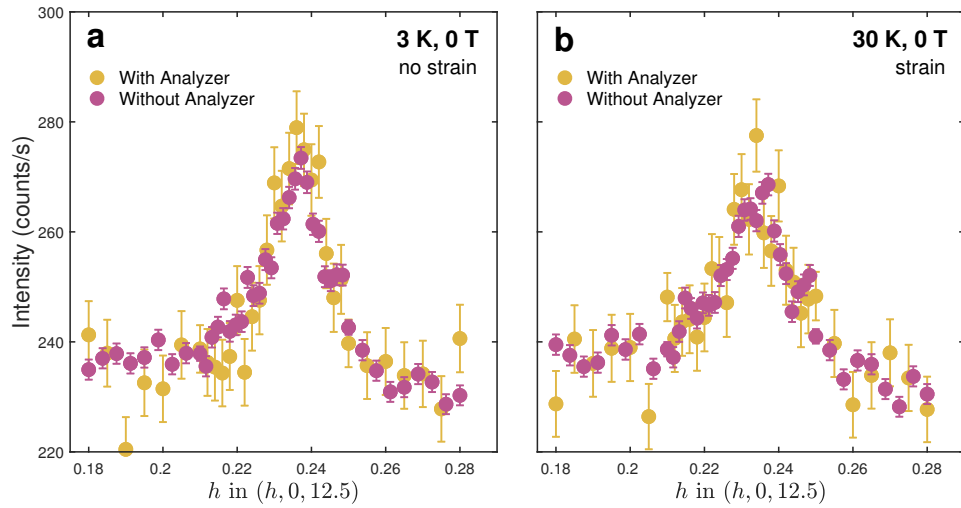 a
3 K, 0 T
no strain
With Analyzer
Without Analyzer
b
30 K, 0 T
strain
With Analyzer
Without Analyzer
Intensity (counts/s)
300
280
260
240
220
0.18 0.2 0.22 0.24 0.26 0.28
0.18 0.2 0.22 0.24 0.26 0.28
h in (h, 0, 12.5)
h in (h, 0, 12.5)